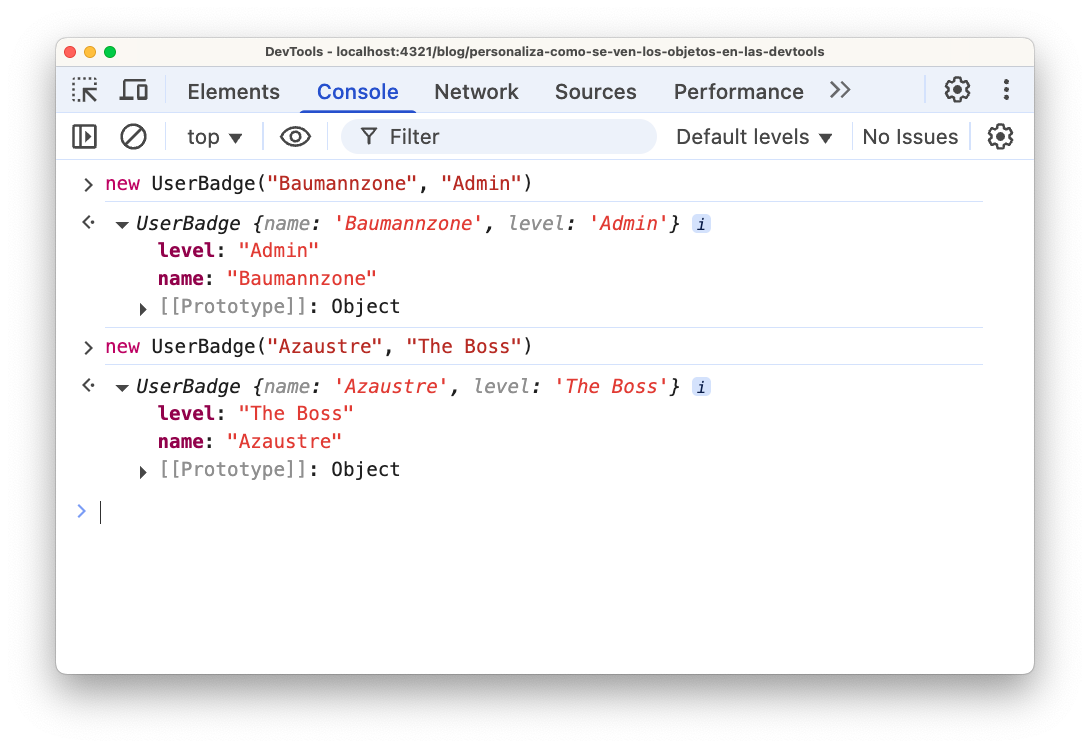 DevTools - localhost:4321/blog/personaliza-como-se-ven-los-objetos-en-las-devtools
Elements Console Network Sources Performance
top Filter Default levels No Issues
new UserBadge("Baumannzone", "Admin")
UserBadge {name: 'Baumannzone', level: 'Admin'} i
level: "Admin"
name: "Baumannzone"
[[Prototype]]: Object
new UserBadge("Azaustre", "The Boss")
UserBadge {name: 'Azaustre', level: 'The Boss'} i
level: "The Boss"
name: "Azaustre"
[[Prototype]]: Object